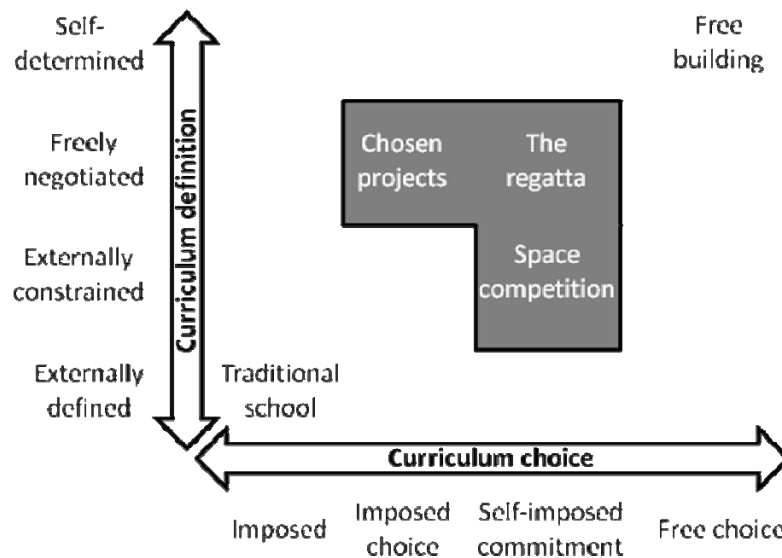 Self-
determined
Free
building
Freely
negotiated
Chosen
projects
The
regatta
Curriculum definition
Externally
constrained
Space
competition
Externally
defined
Traditional
school
Curriculum choice
Imposed
Imposed
choice
Self-imposed
commitment
Free choice